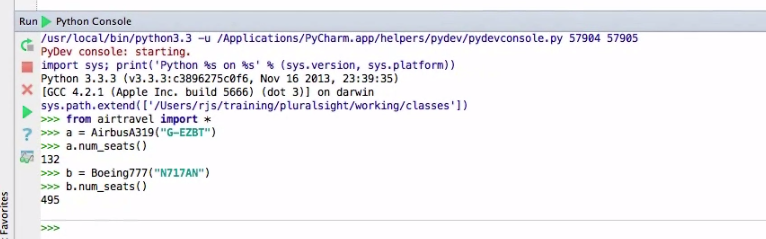 Run Python Console
/usr/local/bin/python3.3 -u /Applications/PyCharm.app/helpers/pydev/pydevconsole.py 57904 57905
PyDev console: starting.
import sys; print('Python %s on %s' % (sys.version, sys.platform))
Python 3.3.3 (v3.3.3:c3896275c0f6, Nov 16 2013, 23:39:35)
[GCC 4.2.1 (Apple Inc. build 5666) (dot 3)] on darwin
sys.path.extend(['/Users/rjs/training/pluralsight/working/classes'])
>>> from airtravel import *
>>> a = AirbusA319("G-EZBT")
>>> a.num_seats()
132
>>> b = Boeing777("N717AN")
>>> b.num_seats()
495
>>>
Favorites